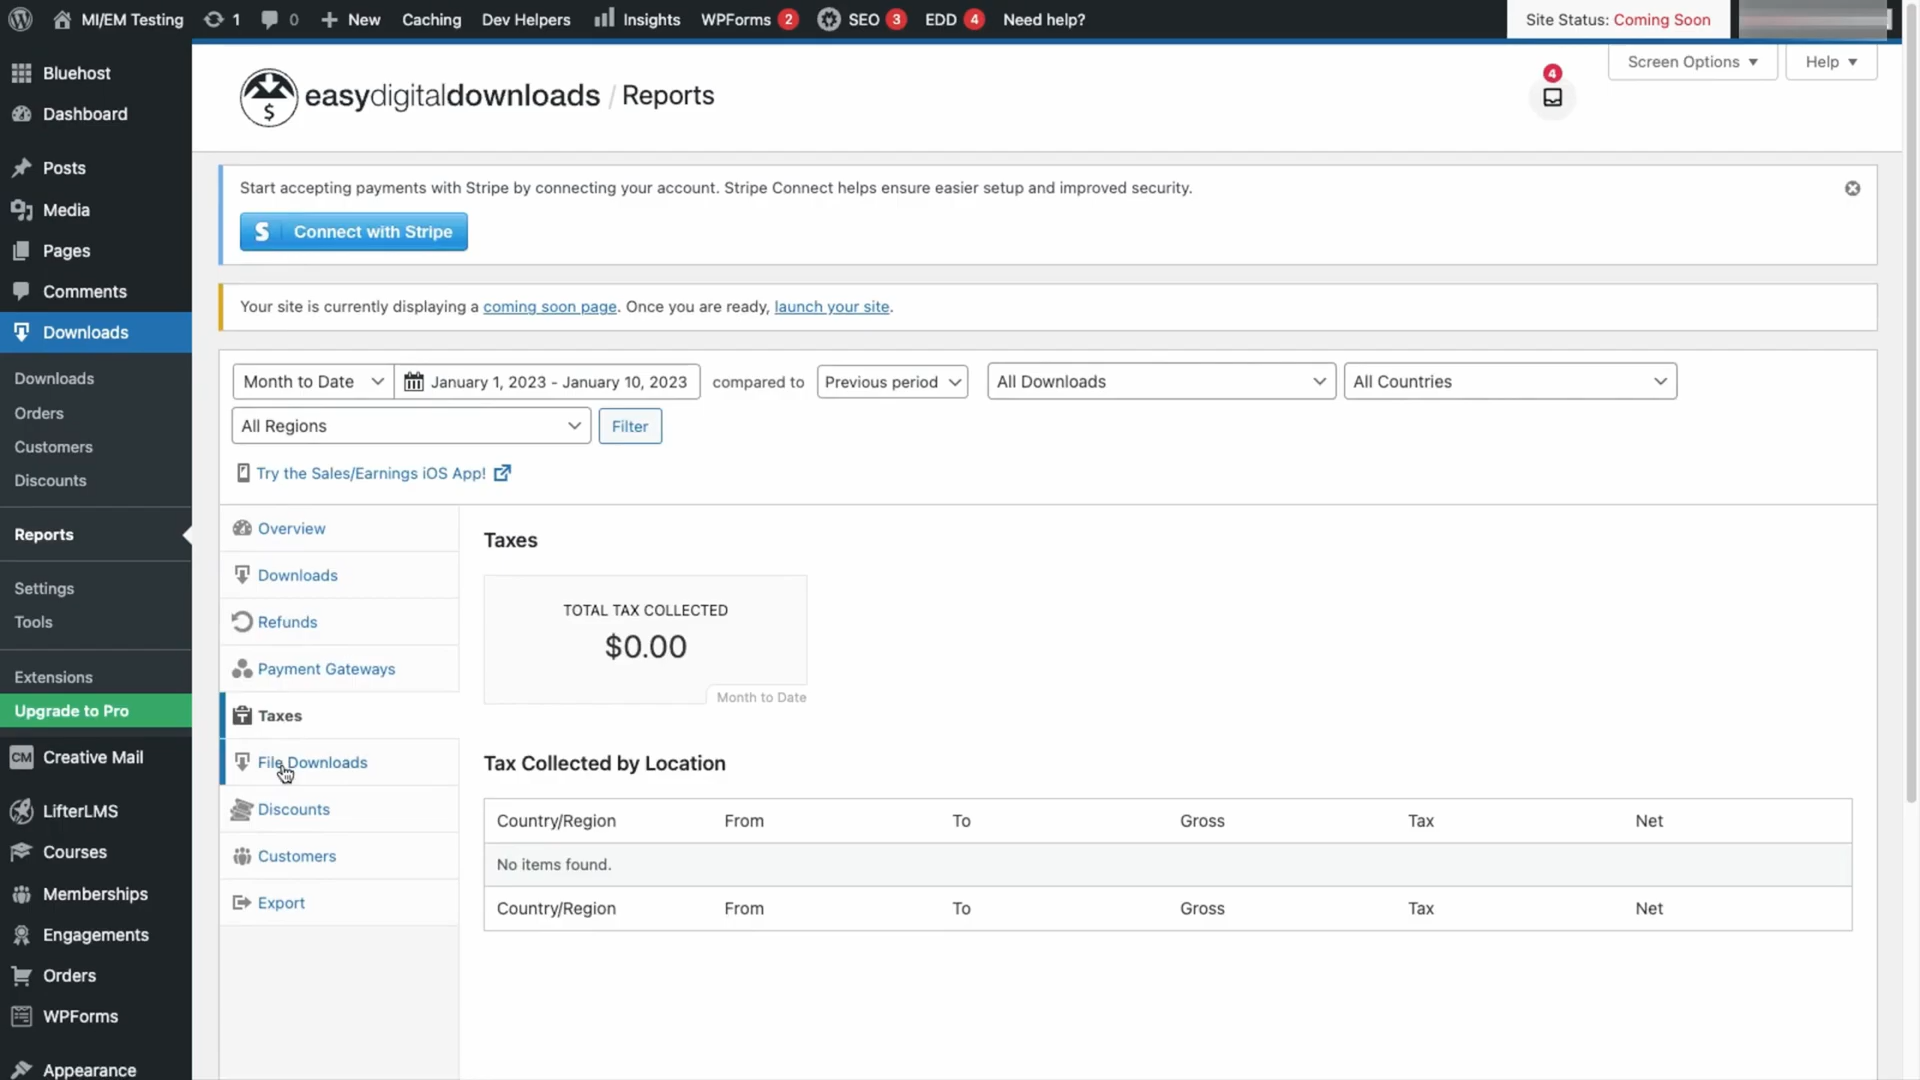 MI/EM Testing 1 0 New Caching Dev Helpers Insights WPForms 2 SEO 3 EDD 4 Need help? Site Status: Coming Soon
Bluehost
Dashboard
Posts
Media
Pages
Comments
Downloads
Downloads
Orders
Customers
Discounts
Reports
Settings
Tools
Extensions
Upgrade to Pro
CM Creative Mail
LifterLMS
Courses
Memberships
Engagements
Orders
WPForms
Appearance
$ easydigitaldownloads / Reports
4
Screen Options Help
Start accepting payments with Stripe by connecting your account. Stripe Connect helps ensure easier setup and improved security.
S Connect with Stripe
Your site is currently displaying a coming soon page. Once you are ready, launch your site.
Month to Date January 1, 2023 - January 10, 2023 compared to Previous period All Downloads All Countries
All Regions Filter
Try the Sales/Earnings iOS App!
Overview
Downloads
Refunds
Payment Gateways
Taxes
File Downloads
Discounts
Customers
Export
Taxes
TOTAL TAX COLLECTED
$0.00
Month to Date
Tax Collected by Location
Country/Region From To Gross Tax Net
No items found.
Country/Region From To Gross Tax Net